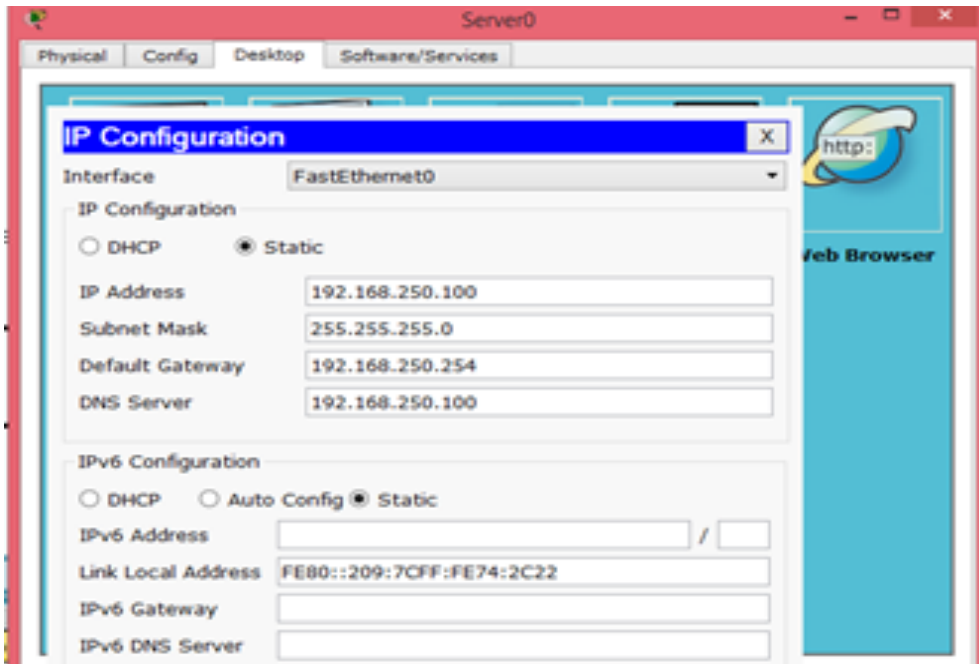 Server0
Physical Config Desktop Software/Services
IP Configuration X
http:
Interface FastEthernet0
IP Configuration
DHCP Static
Web Browser
IP Address 192.168.250.100
Subnet Mask 255.255.255.0
Default Gateway 192.168.250.254
DNS Server 192.168.250.100
IPv6 Configuration
DHCP Auto Config Static
IPv6 Address /
Link Local Address FE80::209:7CFF:FE74:2C22
IPv6 Gateway
IPv6 DNS Server